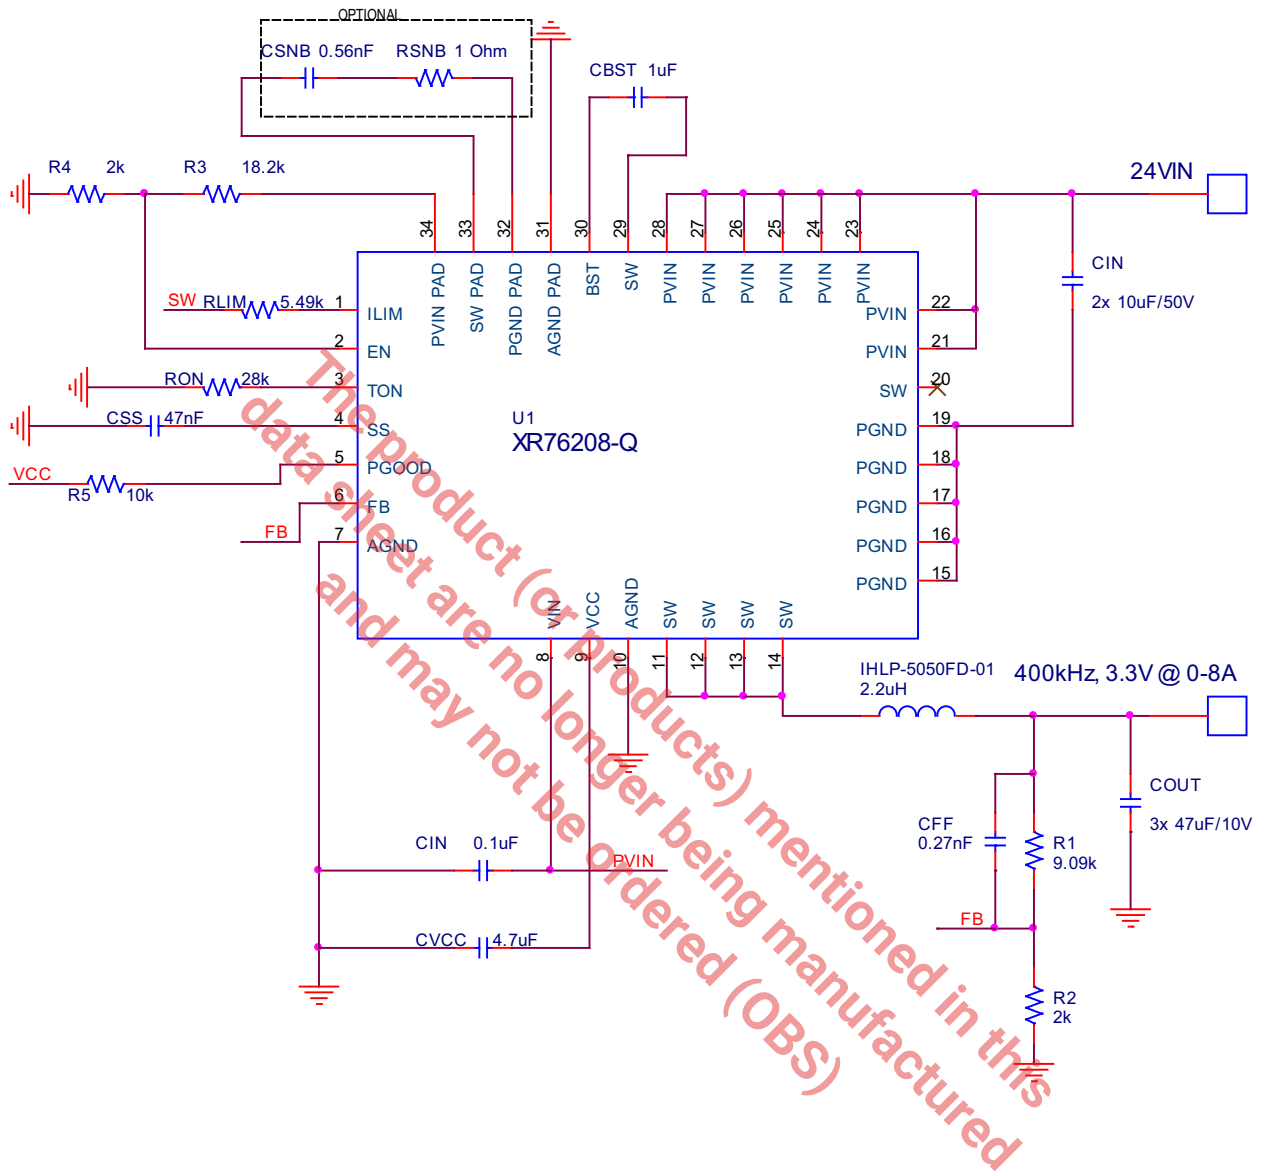 OPTIONAL
CSNB 0.56nF
RSNB 1 Ohm
CBST 1uF
R4 2k
R3 18.2k
24VIN
34
33
32
31
30
29
28
27
26
25
24
23
PVIN PAD
SW PAD
PGND PAD
AGND PAD
BST
SW
PVIN
PVIN
PVIN
PVIN
PVIN
PVIN
CIN
2x 10uF/50V
SW
RLIM
5.49k
1
ILIM
2
EN
RON
28k
3
TON
CSS
47nF
4
SS
VCC
R5
10k
5
PGOOD
6
FB
FB
7
AGND
U1
XR76208-Q
PVIN
22
PVIN
21
SW
20
PGND
19
PGND
18
PGND
17
PGND
16
PGND
15
VIN
VCC
AGND
SW
SW
SW
SW
8
9
10
11
12
13
14
IHLP-5050FD-01
2.2uH
400kHz, 3.3V @ 0-8A
COUT
3x 47uF/10V
CFF
0.27nF
R1
9.09k
CIN 0.1uF
PVIN
FB
CVCC 4.7uF
R2
2k
The product (or products) mentioned in this
data sheet are no longer being manufactured
and may not be ordered (OBS)